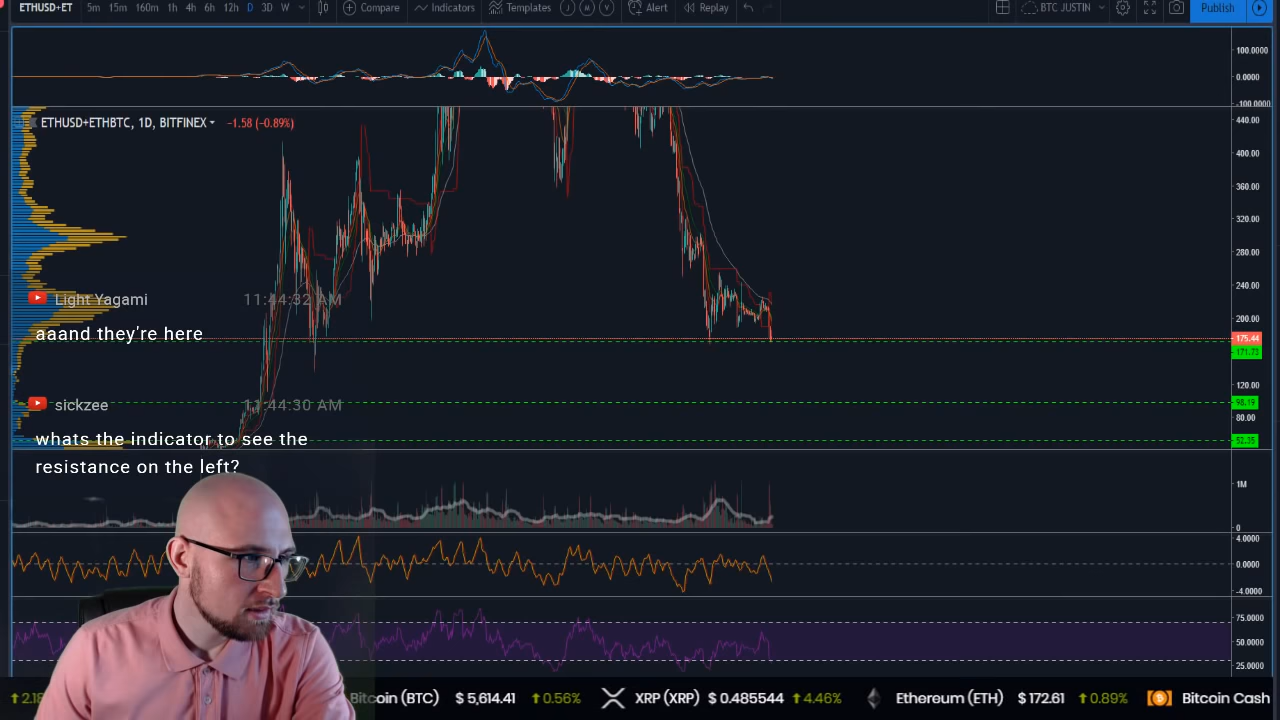 ETHUSD+ET 5m 15m 160m 1h 4h 6h 12h D 3D W Compare Indicators Templates J M V Alert Replay BTC JUSTIN Publish
100.0000
0.0000
-100.0000
ETHUSD+ETHBTC, 1D, BITFINEX -1.58 (-0.89%)
440.00
400.00
360.00
320.00
280.00
240.00
Light Yagami 11:44:32 AM
200.00
aaand they're here
175.44
171.73
120.00
98.19
sickzee 11:44:30 AM
80.00
whats the indicator to see the
52.35
resistance on the left?
1M
0
4.0000
0.0000
-4.0000
75.0000
50.0000
25.0000
Bitcoin (BTC) $ 5,614.41 0.56% XRP (XRP) $ 0.485544 4.46% Ethereum (ETH) $ 172.61 0.89% Bitcoin Cash